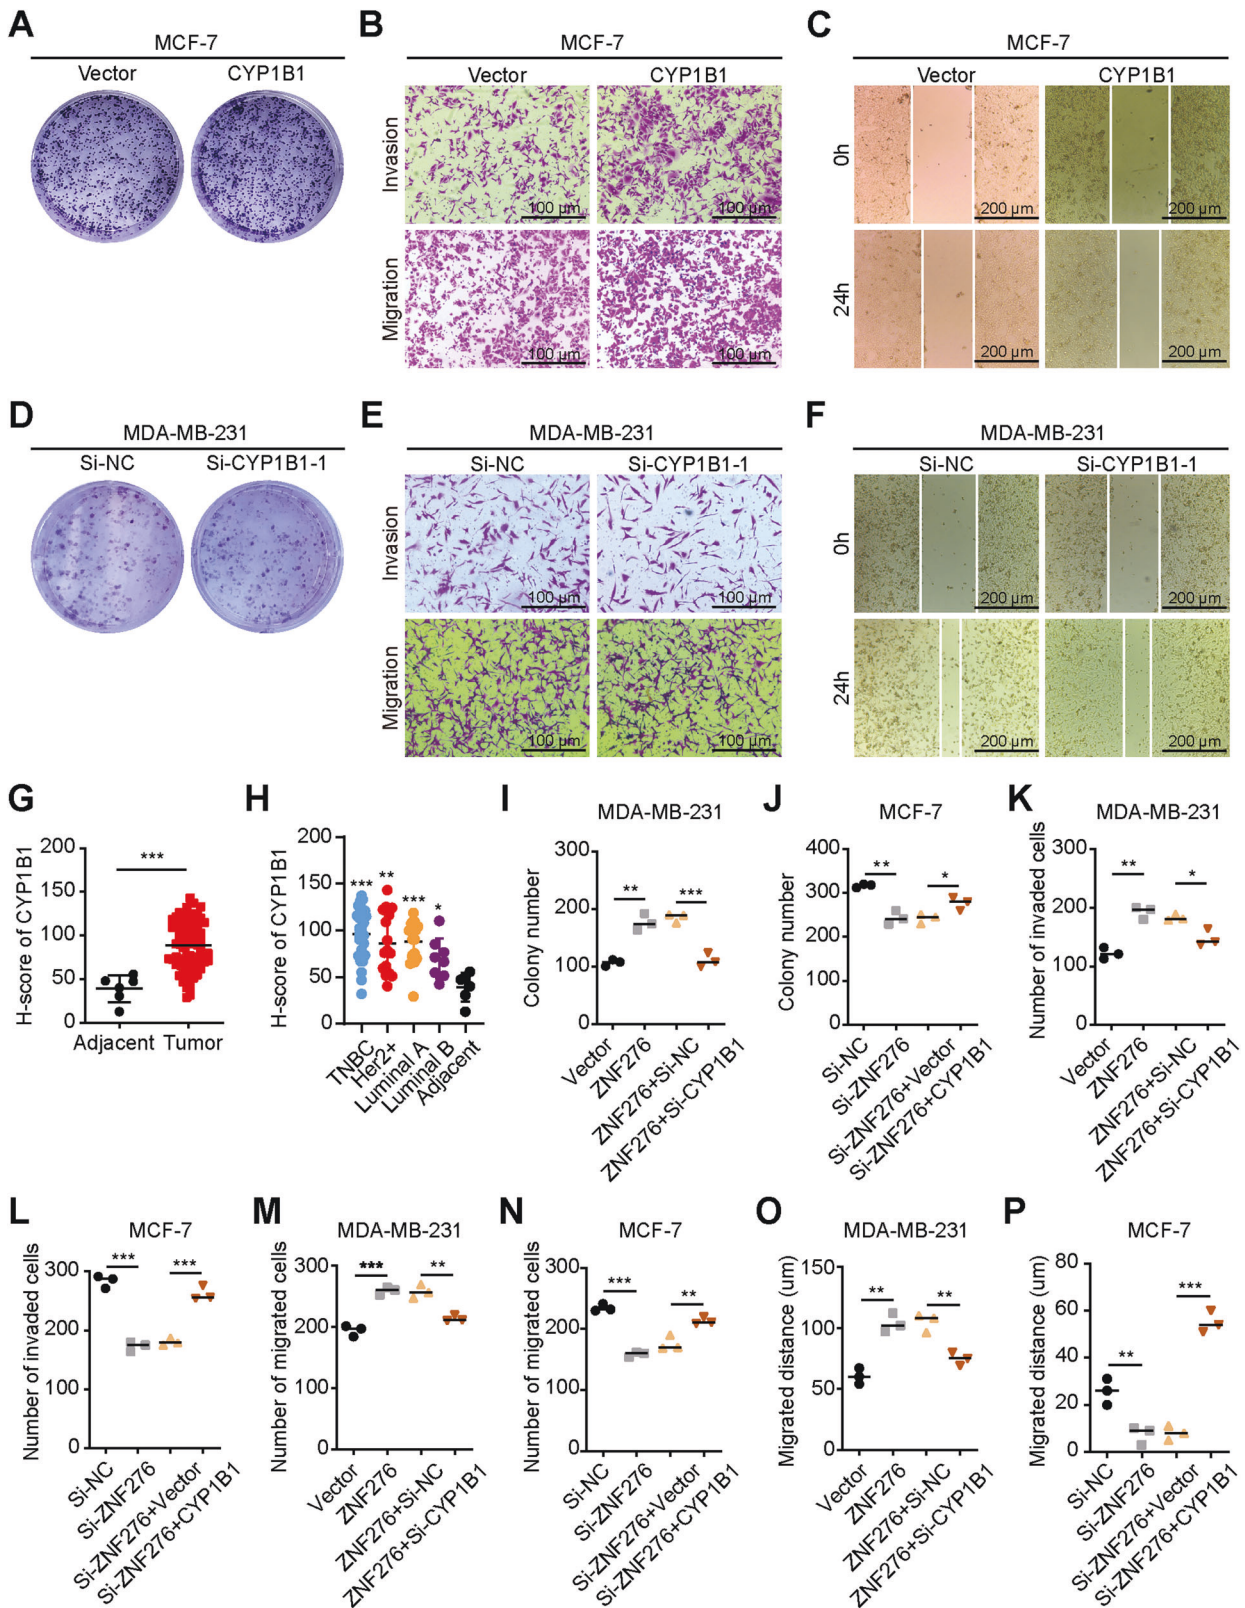 A
MCF-7
Vector CYP1B1
B
MCF-7
Vector CYP1B1
Invasion
100 µm 100 µm
Migration
100 µm 100 µm
C
MCF-7
Vector CYP1B1
0h
200 µm 200 µm
24h
200 µm 200 µm
D
MDA-MB-231
Si-NC Si-CYP1B1-1
E
MDA-MB-231
Si-NC Si-CYP1B1-1
Invasion
100 µm 100 µm
Migration
100 µm 100 µm
F
MDA-MB-231
Si-NC Si-CYP1B1-1
0h
200 µm 200 µm
24h
200 µm 200 µm
G
H-score of CYP1B1
200
150
100
50
0
***
Adjacent Tumor
H
H-score of CYP1B1
200
150
100
50
0
*** ** *** *
TNBC
Her2+
Luminal A
Luminal B
Adjacent
I
MDA-MB-231
Colony number
300
200
100
0
** ***
Vector
ZNF276
ZNF276+Si-NC
ZNF276+Si-CYP1B1
J
MCF-7
Colony number
400
300
200
100
0
** *
Si-NC
Si-ZNF276
Si-ZNF276+Vector
Si-ZNF276+CYP1B1
K
MDA-MB-231
Number of invaded cells
300
200
100
0
** *
Vector
ZNF276
ZNF276+Si-NC
ZNF276+Si-CYP1B1
L
MCF-7
Number of invaded cells
300
200
100
0
*** ***
Si-NC
Si-ZNF276
Si-ZNF276+Vector
Si-ZNF276+CYP1B1
M
MDA-MB-231
Number of migrated cells
300
200
100
0
*** **
Vector
ZNF276
ZNF276+Si-NC
ZNF276+Si-CYP1B1
N
MCF-7
Number of migrated cells
300
200
100
0
*** **
Si-NC
Si-ZNF276
Si-ZNF276+Vector
Si-ZNF276+CYP1B1
O
MDA-MB-231
Migrated distance (um)
150
100
50
0
** **
Vector
ZNF276
ZNF276+Si-NC
ZNF276+Si-CYP1B1
P
MCF-7
Migrated distance (um)
80
60
40
20
0
** ***
Si-NC
Si-ZNF276
Si-ZNF276+Vector
Si-ZNF276+CYP1B1